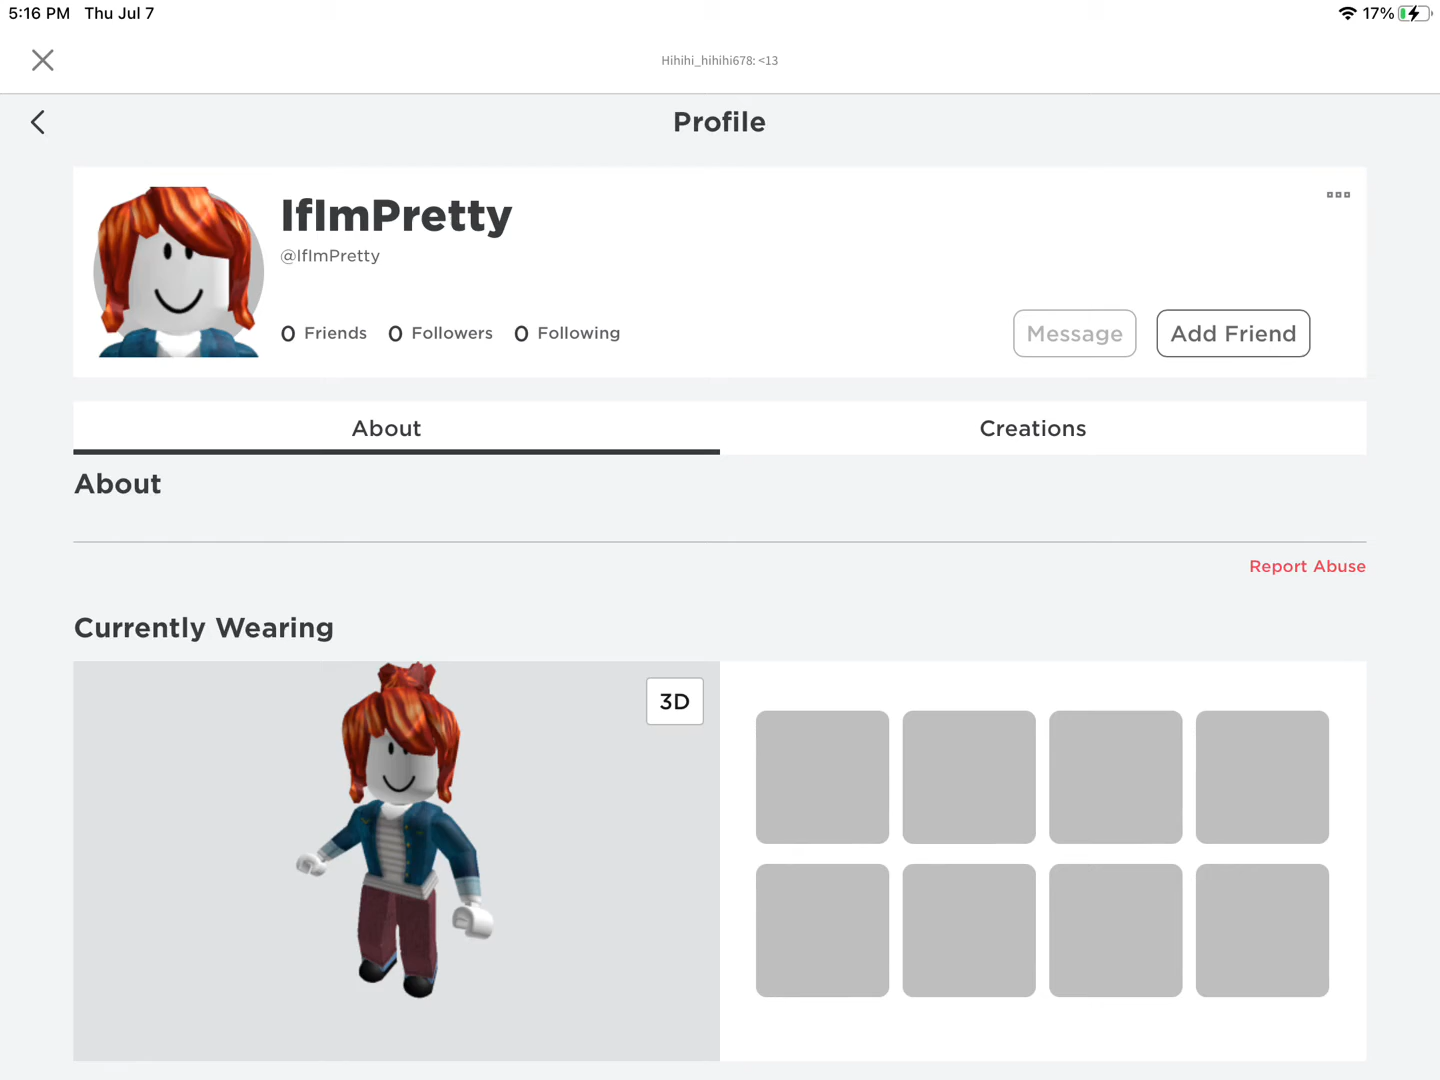 5:16 PM Thu Jul 7 17%
Hihihi_hihihi678: <13
Profile
IfImPretty
@IfImPretty
0 Friends 0 Followers 0 Following
Message Add Friend
About Creations
About
Report Abuse
Currently Wearing
3D